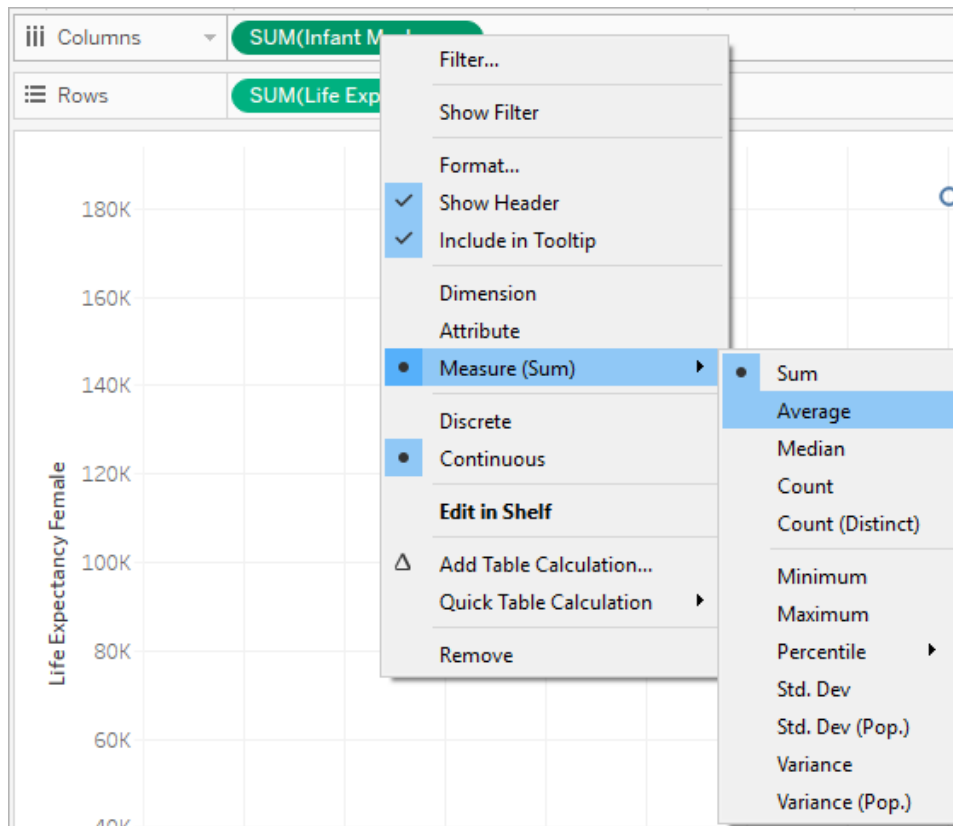 Columns
SUM(Infant
Rows
SUM(Life Exp
Filter...
Show Filter
Format...
Show Header
Include in Tooltip
Dimension
Attribute
Measure (Sum)
Discrete
Continuous
Edit in Shelf
Add Table Calculation...
Quick Table Calculation
Remove
Sum
Average
Median
Count
Count (Distinct)
Minimum
Maximum
Percentile
Std. Dev
Std. Dev (Pop.)
Variance
Variance (Pop.)
Life Expectancy Female
180K
160K
140K
120K
100K
80K
60K
40K